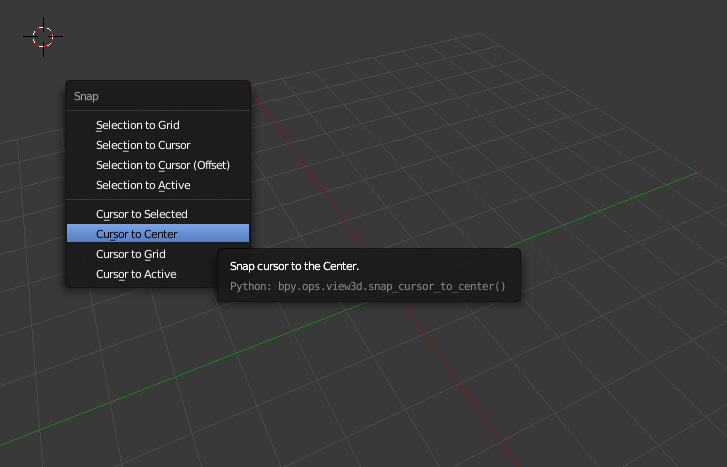 Snap
Selection to Grid
Selection to Cursor
Selection to Cursor (Offset)
Selection to Active
Cursor to Selected
Cursor to Center
Cursor to Grid
Cursor to Active
Snap cursor to the Center.
Python: bpy.ops.view3d.snap_cursor_to_center()